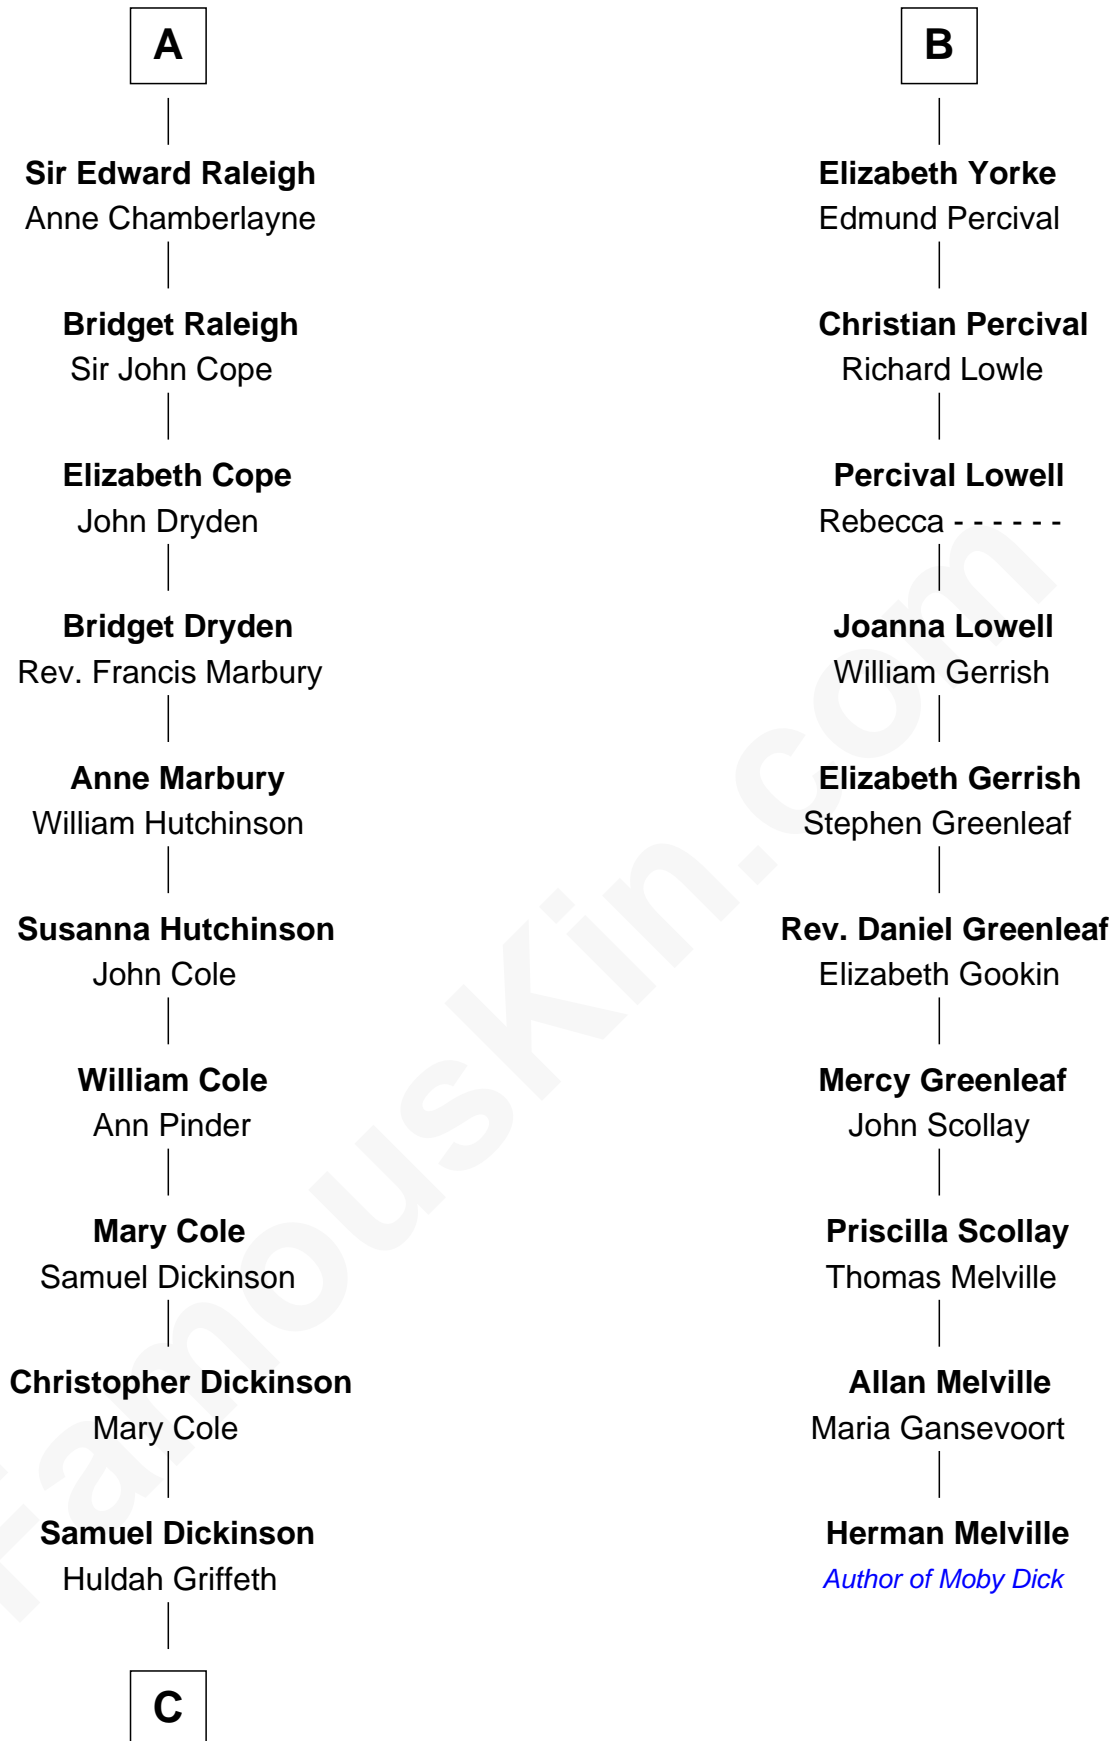 A
Sir Edward Raleigh
Anne Chamberlayne
Bridget Raleigh
Sir John Cope
Elizabeth Cope
John Dryden
Bridget Dryden
Rev. Francis Marbury
Anne Marbury
William Hutchinson
Susanna Hutchinson
John Cole
William Cole
Ann Pinder
Mary Cole
Samuel Dickinson
Christopher Dickinson
Mary Cole
Samuel Dickinson
Huldah Griffeth
C
B
Elizabeth Yorke
Edmund Percival
Christian Percival
Richard Lowle
Percival Lowell
Rebecca - - - - - -
Joanna Lowell
William Gerrish
Elizabeth Gerrish
Stephen Greenleaf
Rev. Daniel Greenleaf
Elizabeth Gookin
Mercy Greenleaf
John Scollay
Priscilla Scollay
Thomas Melville
Allan Melville
Maria Gansevoort
Herman Melville
Author of Moby Dick
FamousKin.com